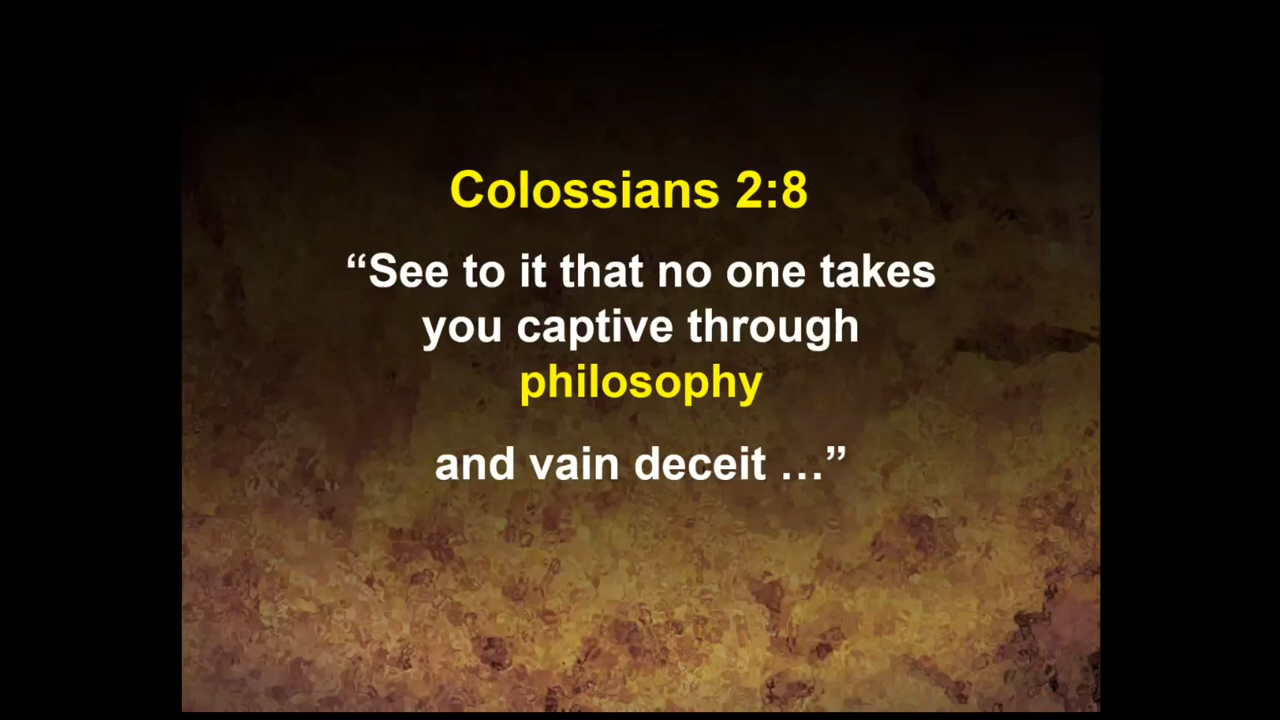 Colossians 2:8
“See to it that no one takes
you captive through
philosophy
and vain deceit …”